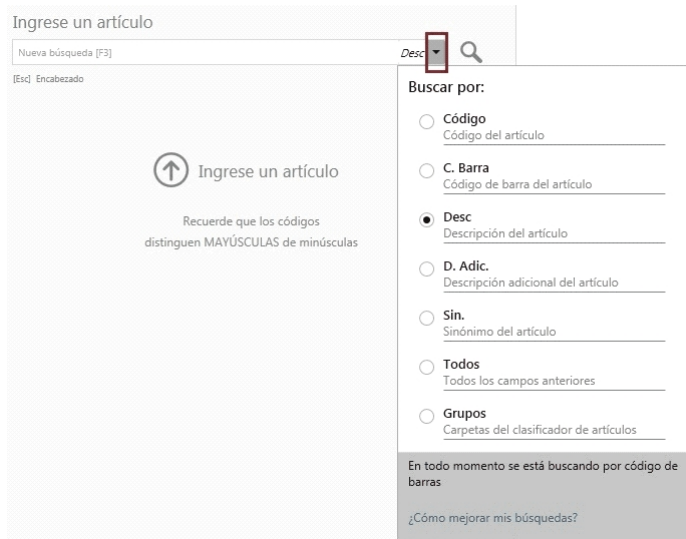 Ingrese un artículo
Nueva búsqueda [F3]
Desc
[Esc] Encabezado
Ingrese un artículo
Recuerde que los códigos
distinguen MAYÚSCULAS de minúsculas
Buscar por:
Código
Código del artículo
C. Barra
Código de barra del artículo
Desc
Descripción del artículo
D. Adic.
Descripción adicional del artículo
Sin.
Sinónimo del artículo
Todos
Todos los campos anteriores
Grupos
Carpetas del clasificador de artículos
En todo momento se está buscando por código de
barras
¿Cómo mejorar mis búsquedas?